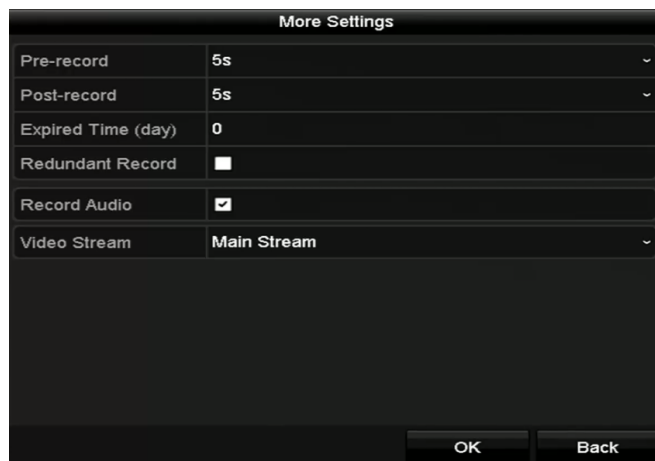 More Settings
Pre-record 5s
Post-record 5s
Expired Time (day) 0
Redundant Record
Record Audio
Video Stream Main Stream
OK Back